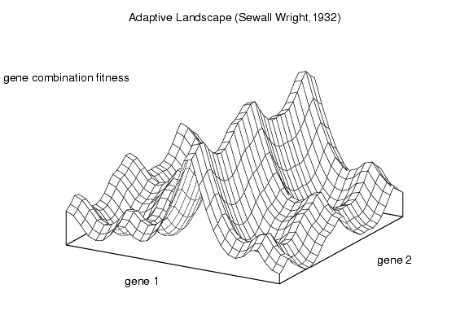 Adaptive Landscape (Sewall Wright,1932)
gene combination fitness
gene 2
gene 1